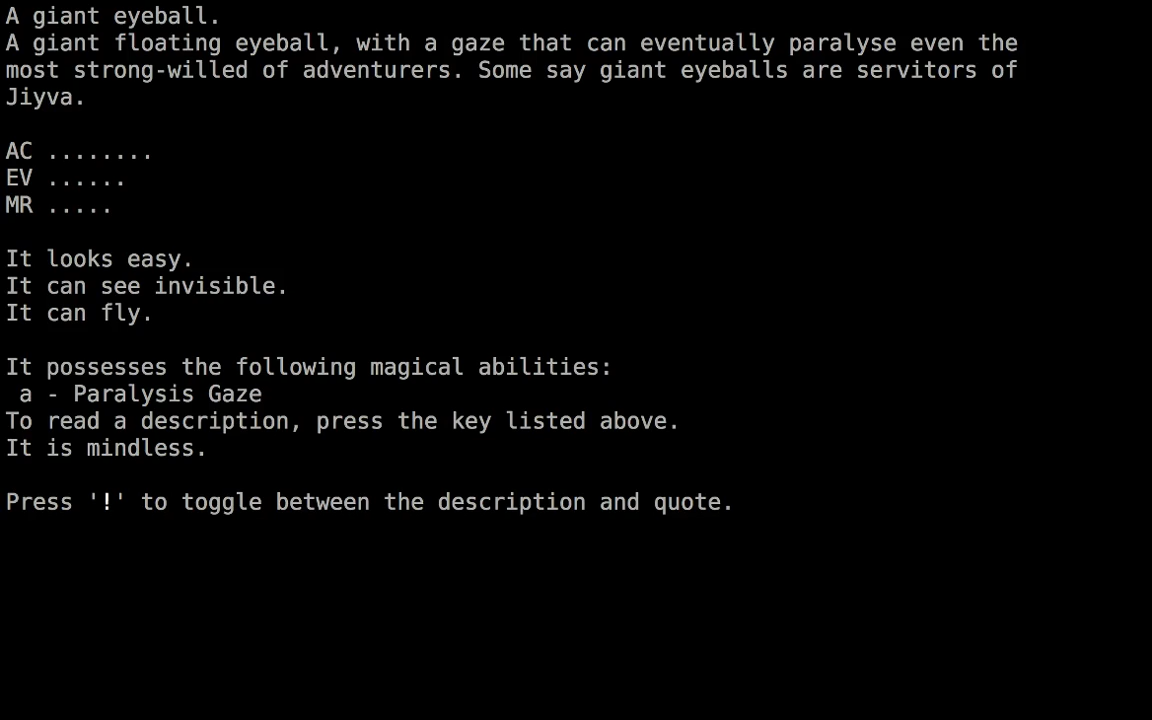 A giant eyeball.
A giant floating eyeball, with a gaze that can eventually paralyse even the
most strong-willed of adventurers. Some say giant eyeballs are servitors of
Jiyva.
AC ........
EV ......
MR .....
It looks easy.
It can see invisible.
It can fly.
It possesses the following magical abilities:
a - Paralysis Gaze
To read a description, press the key listed above.
It is mindless.
Press '!' to toggle between the description and quote.